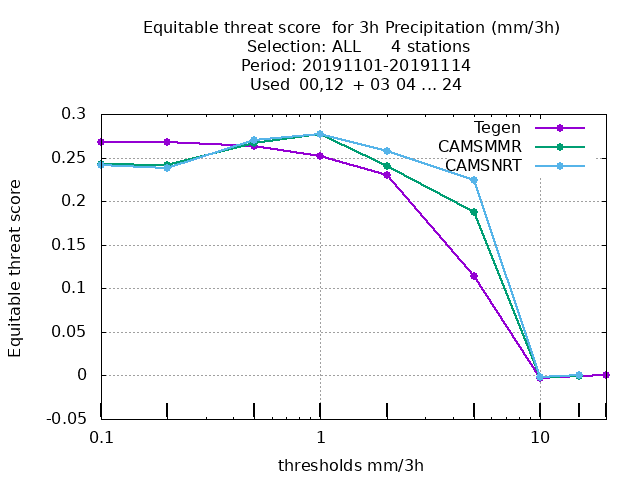 Equitable threat score  for 3h Precipitation (mm/3h)
Selection: ALL      4 stations
Period: 20191101-20191114
Used  00,12  + 03 04 ... 24
0.3
0.25
0.2
0.15
0.1
0.05
0
-0.05
Equitable threat score
Tegen
CAMSMMR
CAMSNRT
0.1 1 10
thresholds mm/3h